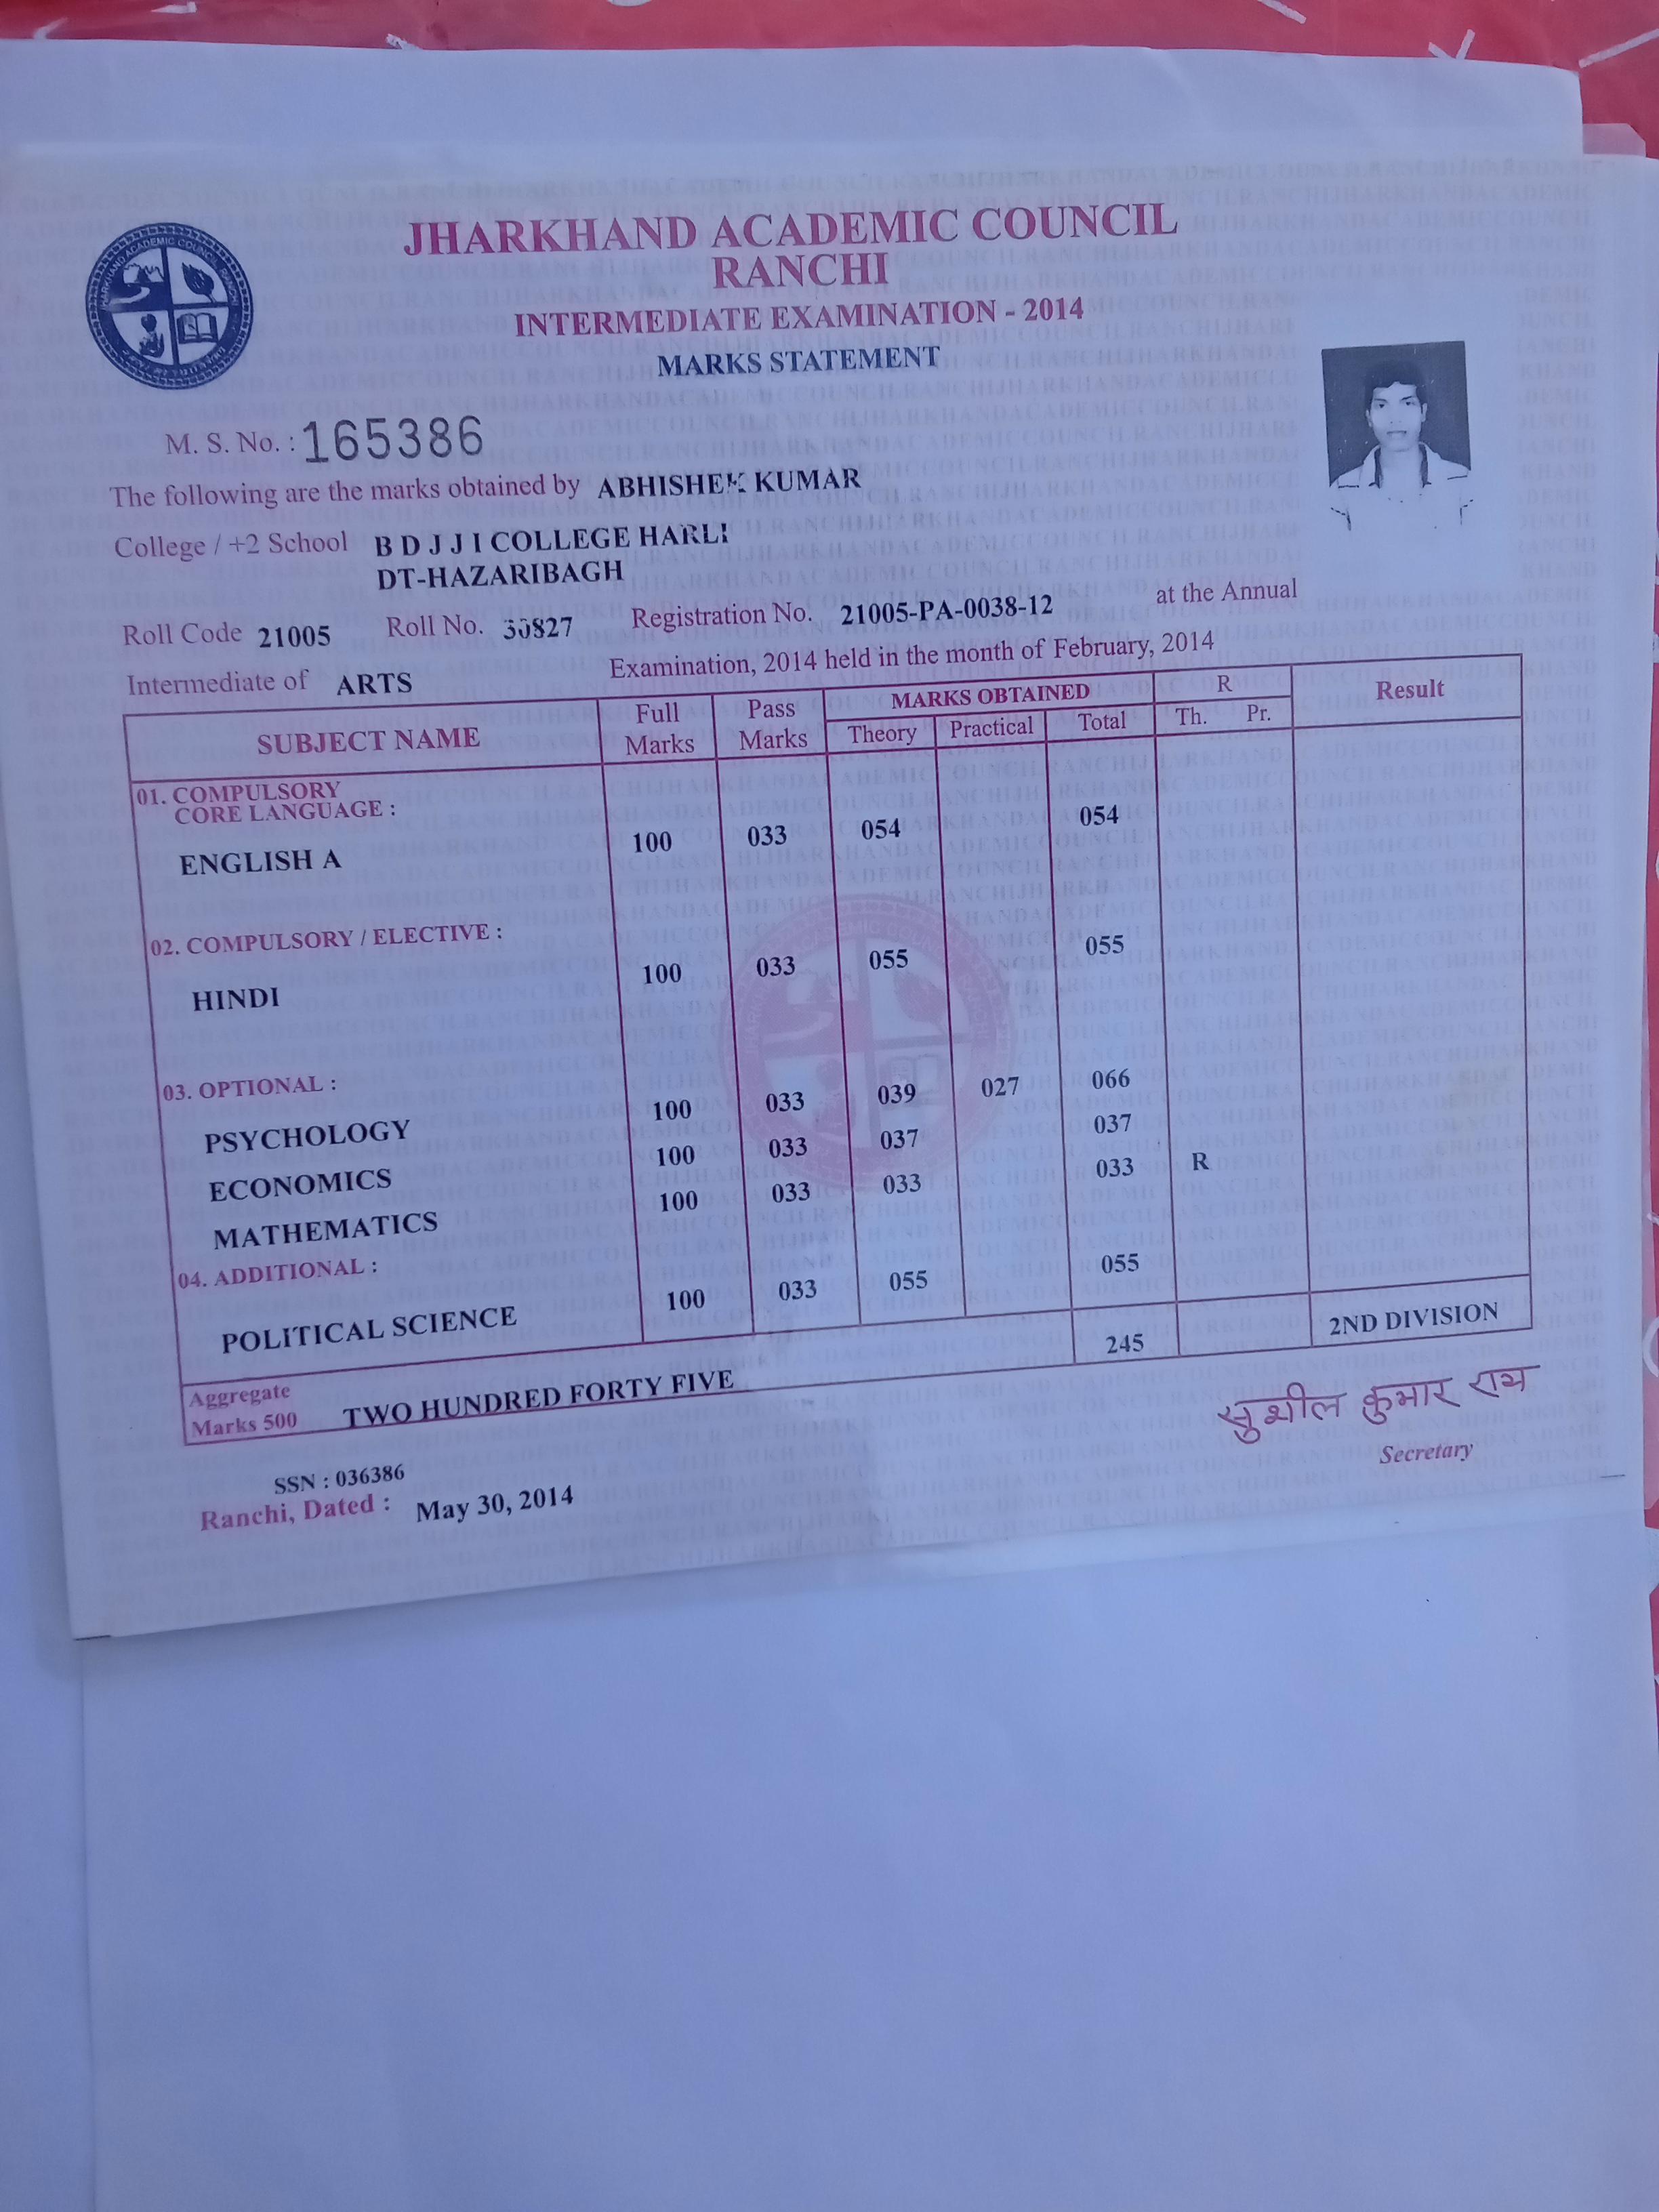 JHARKHAND ACADEMIC COUNCIL
RANCHI
INTERMEDIATE EXAMINATION - 2014
MARKS STATEMENT
M. S. No. : 165386
The following are the marks obtained by ABHISHEK KUMAR
College / +2 School B D J J I COLLEGE HARLI
DT-HAZARIBAGH
Roll Code 21005 Roll No. Registration No. 21005-PA-0038-12 at the Annual
Intermediate of ARTS Examination, 2014 held in the month of February, 2014
SUBJECT NAME Full Marks Pass Marks MARKS OBTAINED R Result
Theory Practical Total Th. Pr.
01. COMPULSORY
CORE LANGUAGE :
ENGLISH A 100 033 054 054
02. COMPULSORY / ELECTIVE :
HINDI 100 033 055 055
03. OPTIONAL :
PSYCHOLOGY 100 033 039 027 066
ECONOMICS 100 033 037 037
MATHEMATICS 100 033 033 033 R
04. ADDITIONAL :
POLITICAL SCIENCE 100 033 055 055
Aggregate
Marks 500 TWO HUNDRED FORTY FIVE 245 2ND DIVISION
सुशील कुमार राय
Secretary
SSN : 036386
Ranchi, Dated : May 30, 2014